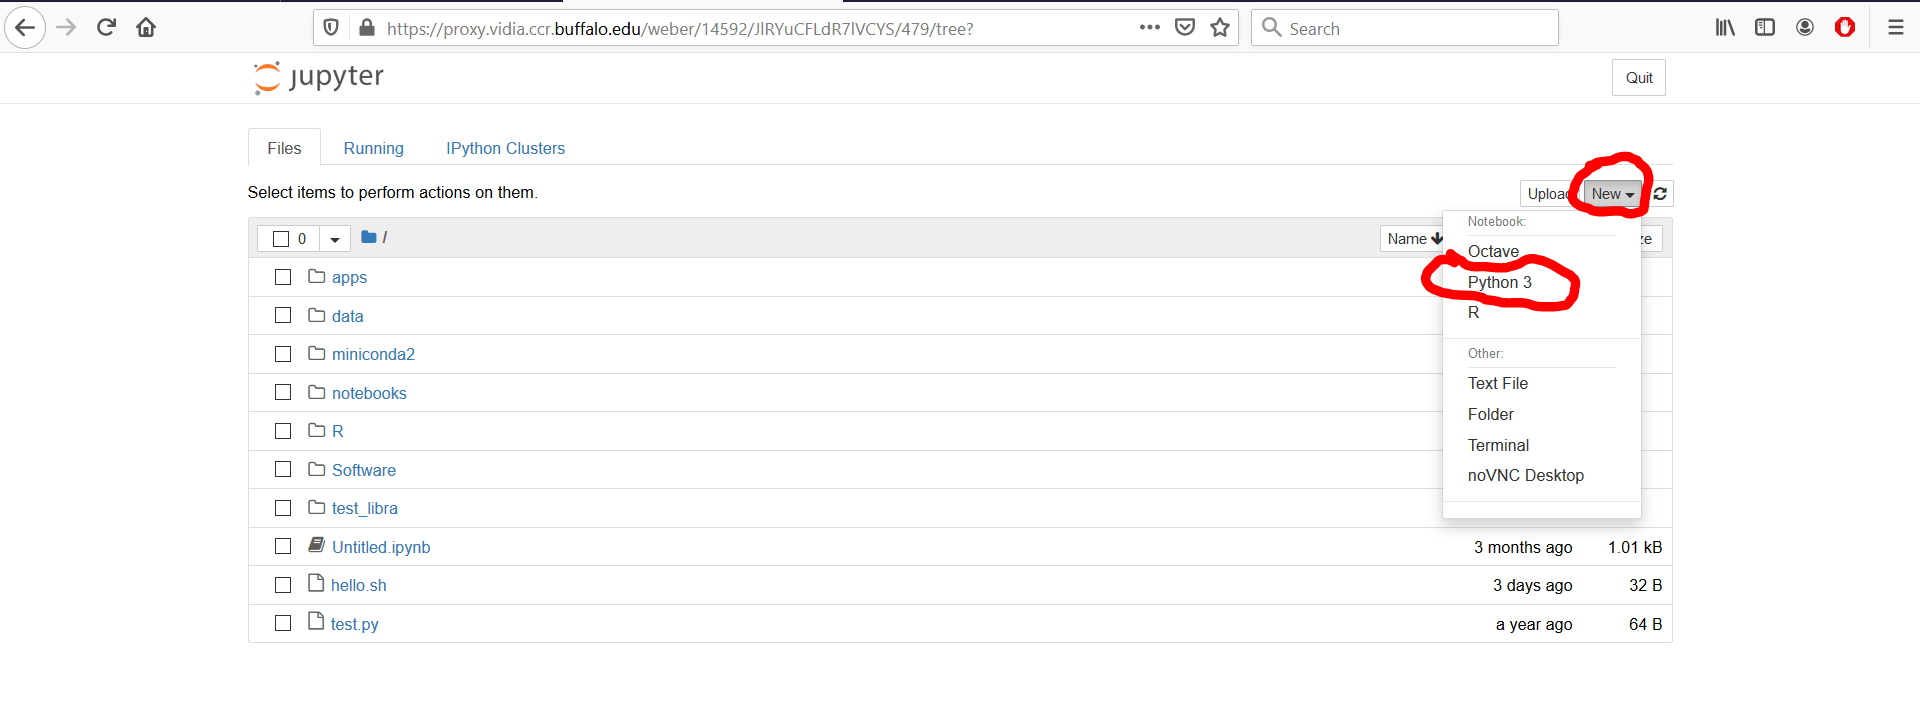 https://proxy.vidia.ccr.buffalo.edu/weber/14592/JlRYuCFLdR7lVCYS/479/tree?
Search
jupyter
Quit
Files
Running
IPython Clusters
Select items to perform actions on them.
Upload
New
0
/
Name
ze
Notebook:
Octave
Python 3
R
Other:
Text File
Folder
Terminal
noVNC Desktop
apps
data
miniconda2
notebooks
R
Software
test_libra
Untitled.ipynb 3 months ago 1.01 kB
hello.sh 3 days ago 32 B
test.py a year ago 64 B